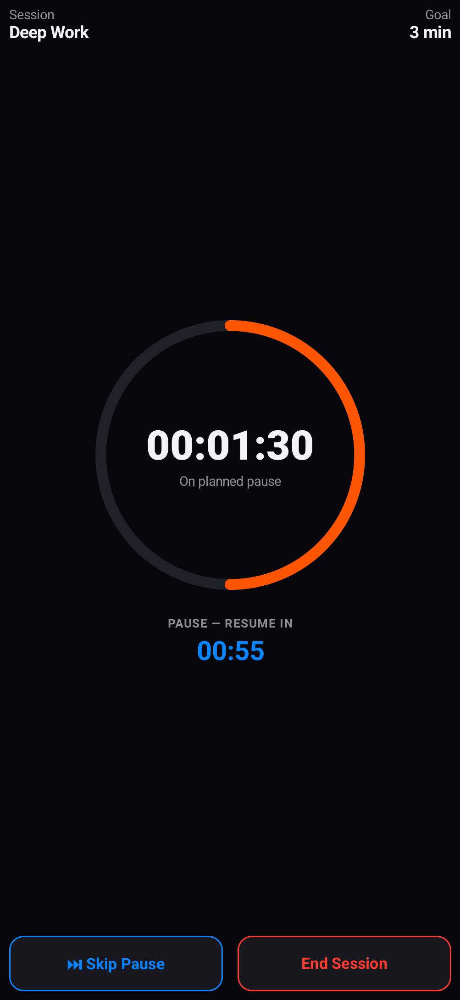 Session
Deep Work
Goal
3 min
00:01:30
On planned pause
PAUSE — RESUME IN
00:55
Skip Pause
End Session